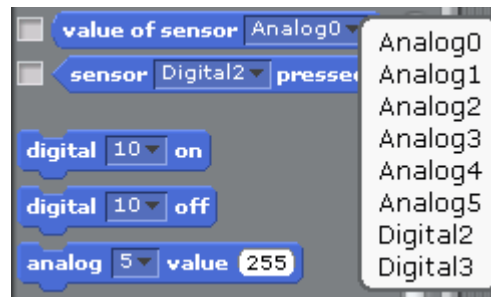 value of sensor Analog0
sensor Digital2 pressed
digital 10 on
digital 10 off
analog 5 value 255
Analog0
Analog1
Analog2
Analog3
Analog4
Analog5
Digital2
Digital3